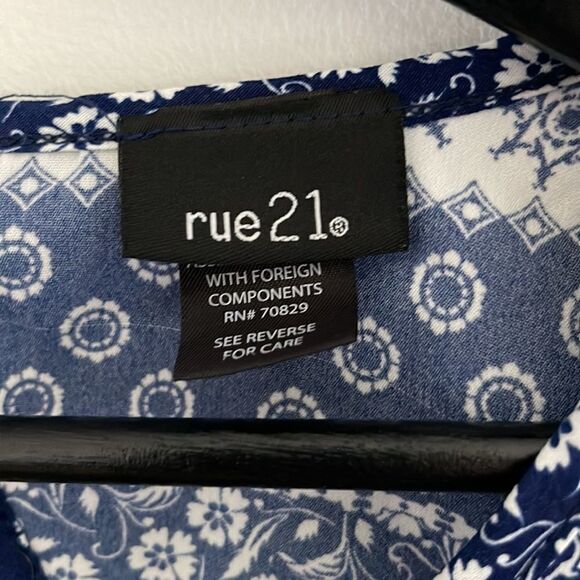 rue21®
WITH FOREIGN
COMPONENTS
RN# 70829
SEE REVERSE
FOR CARE